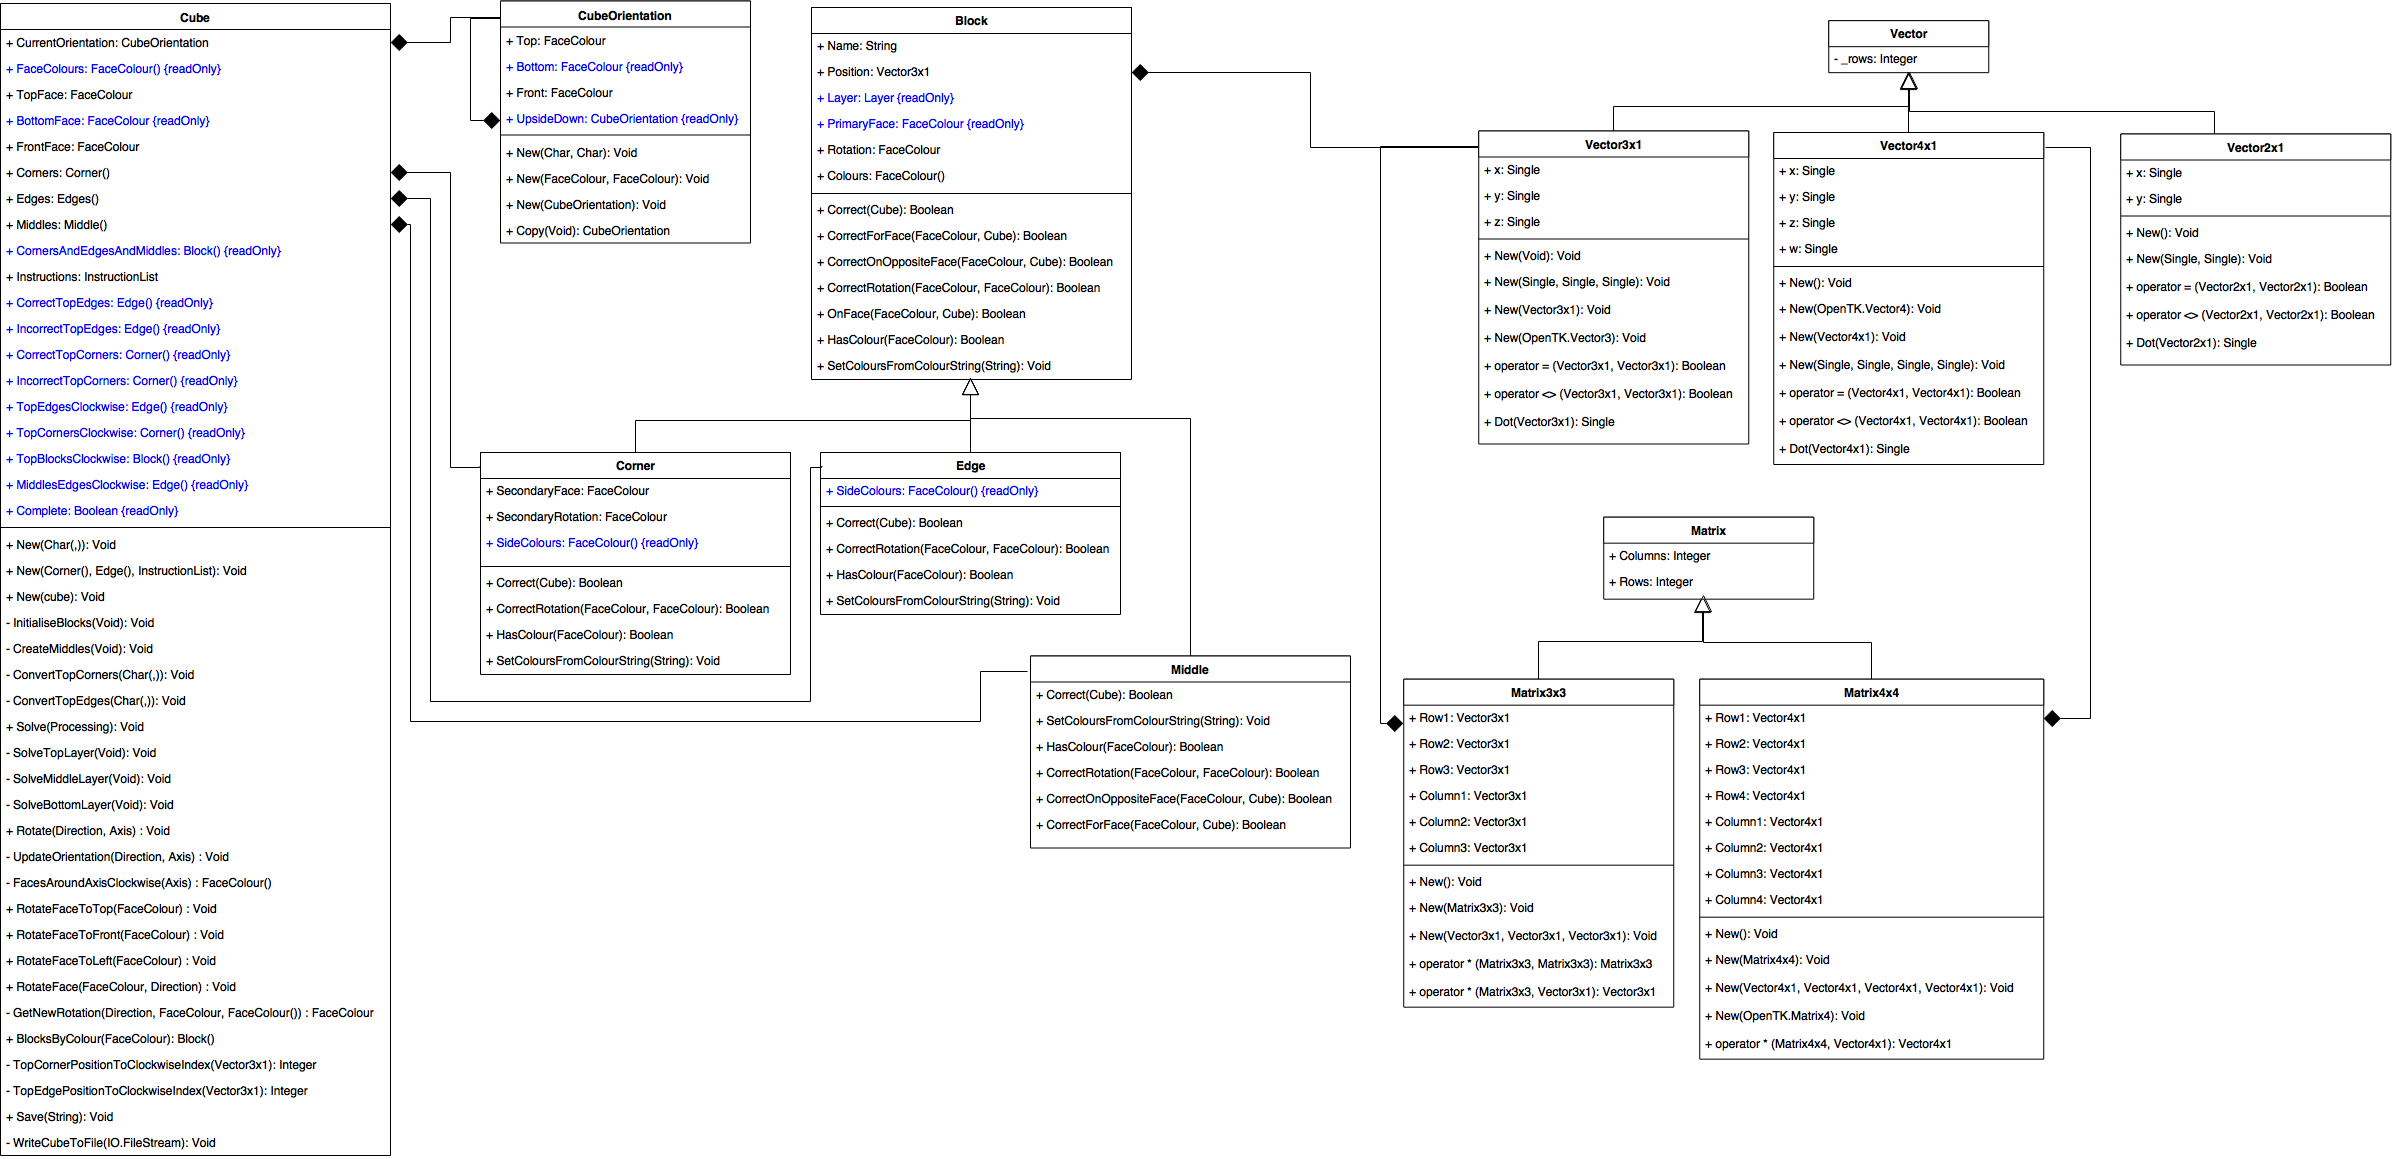 Cube
+ CurrentOrientation: CubeOrientation
+ FaceColours: FaceColour() {readOnly}
+ TopFace: FaceColour
+ BottomFace: FaceColour {readOnly}
+ FrontFace: FaceColour
+ Corners: Corner()
+ Edges: Edges()
+ Middles: Middle()
+ CornersAndEdgesAndMiddles: Block() {readOnly}
+ Instructions: InstructionList
+ CorrectTopEdges: Edge() {readOnly}
+ IncorrectTopEdges: Edge() {readOnly}
+ CorrectTopCorners: Corner() {readOnly}
+ IncorrectTopCorners: Corner() {readOnly}
+ TopEdgesClockwise: Edge() {readOnly}
+ TopCornersClockwise: Corner() {readOnly}
+ TopBlocksClockwise: Block() {readOnly}
+ MiddlesEdgesClockwise: Edge() {readOnly}
+ Complete: Boolean {readOnly}
+ New(Char(,)): Void
+ New(Corner(), Edge(), InstructionList): Void
+ New(cube): Void
- InitialiseBlocks(Void): Void
- CreateMiddles(Void): Void
- ConvertTopCorners(Char(,)): Void
- ConvertTopEdges(Char(,)): Void
+ Solve(Processing): Void
- SolveTopLayer(Void): Void
- SolveMiddleLayer(Void): Void
- SolveBottomLayer(Void): Void
+ Rotate(Direction, Axis) : Void
- UpdateOrientation(Direction, Axis) : Void
- FacesAroundAxisClockwise(Axis) : FaceColour()
+ RotateFaceToTop(FaceColour) : Void
+ RotateFaceToFront(FaceColour) : Void
+ RotateFaceToLeft(FaceColour) : Void
+ RotateFace(FaceColour, Direction) : Void
- GetNewRotation(Direction, FaceColour, FaceColour()) : FaceColour
+ BlocksByColour(FaceColour): Block()
- TopCornerPositionToClockwiseIndex(Vector3x1): Integer
- TopEdgePositionToClockwiseIndex(Vector3x1): Integer
+ Save(String): Void
- WriteCubeToFile(IO.FileStream): Void
CubeOrientation
+ Top: FaceColour
+ Bottom: FaceColour {readOnly}
+ Front: FaceColour
+ UpsideDown: CubeOrientation {readOnly}
+ New(Char, Char): Void
+ New(FaceColour, FaceColour): Void
+ New(CubeOrientation): Void
+ Copy(Void): CubeOrientation
Block
+ Name: String
+ Position: Vector3x1
+ Layer: Layer {readOnly}
+ PrimaryFace: FaceColour {readOnly}
+ Rotation: FaceColour
+ Colours: FaceColour()
+ Correct(Cube): Boolean
+ CorrectForFace(FaceColour, Cube): Boolean
+ CorrectOnOppositeFace(FaceColour, Cube): Boolean
+ CorrectRotation(FaceColour, FaceColour): Boolean
+ OnFace(FaceColour, Cube): Boolean
+ HasColour(FaceColour): Boolean
+ SetColoursFromColourString(String): Void
Corner
+ SecondaryFace: FaceColour
+ SecondaryRotation: FaceColour
+ SideColours: FaceColour() {readOnly}
+ Correct(Cube): Boolean
+ CorrectRotation(FaceColour, FaceColour): Boolean
+ HasColour(FaceColour): Boolean
+ SetColoursFromColourString(String): Void
Edge
+ SideColours: FaceColour() {readOnly}
+ Correct(Cube): Boolean
+ CorrectRotation(FaceColour, FaceColour): Boolean
+ HasColour(FaceColour): Boolean
+ SetColoursFromColourString(String): Void
Middle
+ Correct(Cube): Boolean
+ SetColoursFromColourString(String): Void
+ HasColour(FaceColour): Boolean
+ CorrectRotation(FaceColour, FaceColour): Boolean
+ CorrectOnOppositeFace(FaceColour, Cube): Boolean
+ CorrectForFace(FaceColour, Cube): Boolean
Vector
- _rows: Integer
Vector3x1
+ x: Single
+ y: Single
+ z: Single
+ New(Void): Void
+ New(Single, Single, Single): Void
+ New(Vector3x1): Void
+ New(OpenTK.Vector3): Void
+ operator = (Vector3x1, Vector3x1): Boolean
+ operator <> (Vector3x1, Vector3x1): Boolean
+ Dot(Vector3x1): Single
Vector4x1
+ x: Single
+ y: Single
+ z: Single
+ w: Single
+ New(): Void
+ New(OpenTK.Vector4): Void
+ New(Vector4x1): Void
+ New(Single, Single, Single, Single): Void
+ operator = (Vector4x1, Vector4x1): Boolean
+ operator <> (Vector4x1, Vector4x1): Boolean
+ Dot(Vector4x1): Single
Vector2x1
+ x: Single
+ y: Single
+ New(): Void
+ New(Single, Single): Void
+ operator = (Vector2x1, Vector2x1): Boolean
+ operator <> (Vector2x1, Vector2x1): Boolean
+ Dot(Vector2x1): Single
Matrix
+ Columns: Integer
+ Rows: Integer
Matrix3x3
+ Row1: Vector3x1
+ Row2: Vector3x1
+ Row3: Vector3x1
+ Column1: Vector3x1
+ Column2: Vector3x1
+ Column3: Vector3x1
+ New(): Void
+ New(Matrix3x3): Void
+ New(Vector3x1, Vector3x1, Vector3x1): Void
+ operator * (Matrix3x3, Matrix3x3): Matrix3x3
+ operator * (Matrix3x3, Vector3x1): Vector3x1
Matrix4x4
+ Row1: Vector4x1
+ Row2: Vector4x1
+ Row3: Vector4x1
+ Row4: Vector4x1
+ Column1: Vector4x1
+ Column2: Vector4x1
+ Column3: Vector4x1
+ Column4: Vector4x1
+ New(): Void
+ New(Matrix4x4): Void
+ New(Vector4x1, Vector4x1, Vector4x1, Vector4x1): Void
+ New(OpenTK.Matrix4): Void
+ operator * (Matrix4x4, Vector4x1): Vector4x1